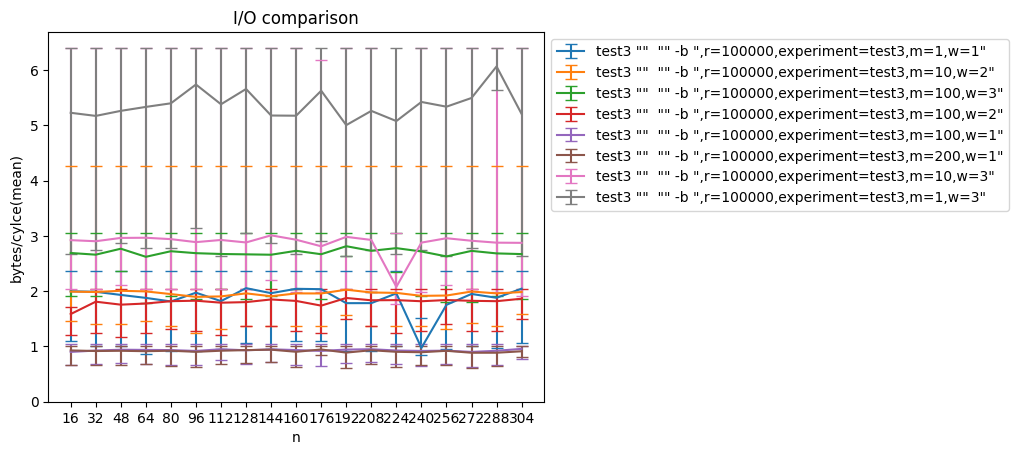 I/O comparison
bytes/cylce(mean)
6
5
4
3
2
1
0
16 32 48 64 80 96 112 128 144 160 176 192 208 224 240 256 272 288 304
n
test3 "" "" -b ",r=100000,experiment=test3,m=1,w=1"
test3 "" "" -b ",r=100000,experiment=test3,m=10,w=2"
test3 "" "" -b ",r=100000,experiment=test3,m=100,w=3"
test3 "" "" -b ",r=100000,experiment=test3,m=100,w=2"
test3 "" "" -b ",r=100000,experiment=test3,m=100,w=1"
test3 "" "" -b ",r=100000,experiment=test3,m=200,w=1"
test3 "" "" -b ",r=100000,experiment=test3,m=10,w=3"
test3 "" "" -b ",r=100000,experiment=test3,m=1,w=3"